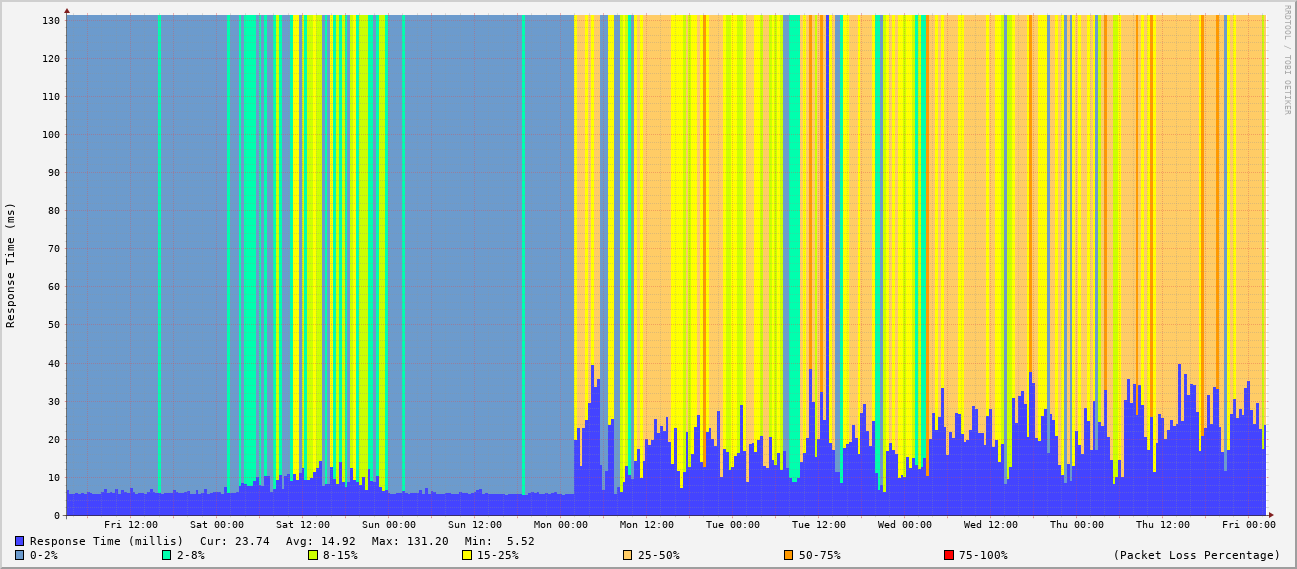 RRDTOOL / TOBI OETIKER
Response Time (ms)
130
120
110
100
90
80
70
60
50
40
30
20
10
0
Fri 12:00 Sat 00:00 Sat 12:00 Sun 00:00 Sun 12:00 Mon 00:00 Mon 12:00 Tue 00:00 Tue 12:00 Wed 00:00 Wed 12:00 Thu 00:00 Thu 12:00 Fri 00:00
Response Time (millis) Cur: 23.74 Avg: 14.92 Max: 131.20 Min: 5.52
0-2% 2-8% 8-15% 15-25% 25-50% 50-75% 75-100% (Packet Loss Percentage)